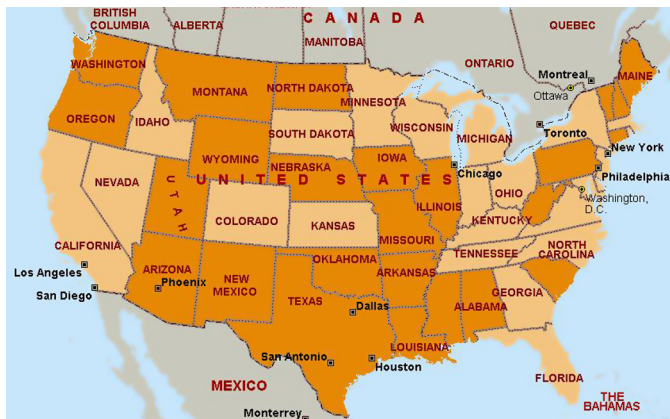 CANADA
BRITISH
COLUMBIA
ALBERTA
MANITOBA
ONTARIO
QUEBEC
WASHINGTON
MONTANA
NORTH DAKOTA
MINNESOTA
Montreal
Ottawa
MAINE
OREGON
IDAHO
SOUTH DAKOTA
WISCONSIN
MICHIGAN
Toronto
WYOMING
NEBRASKA
IOWA
Chicago
New York
Philadelphia
UNITED STATES
NEVADA
UTAH
COLORADO
KANSAS
MISSOURI
ILLINOIS
OHIO
KENTUCKY
Washington,
D.C.
CALIFORNIA
Los Angeles
San Diego
ARIZONA
Phoenix
NEW
MEXICO
OKLAHOMA
ARKANSAS
TENNESSEE
NORTH
CAROLINA
TEXAS
Dallas
ALABAMA
GEORGIA
LOUISIANA
San Antonio
Houston
FLORIDA
MEXICO
Monterrey
THE
BAHAMAS